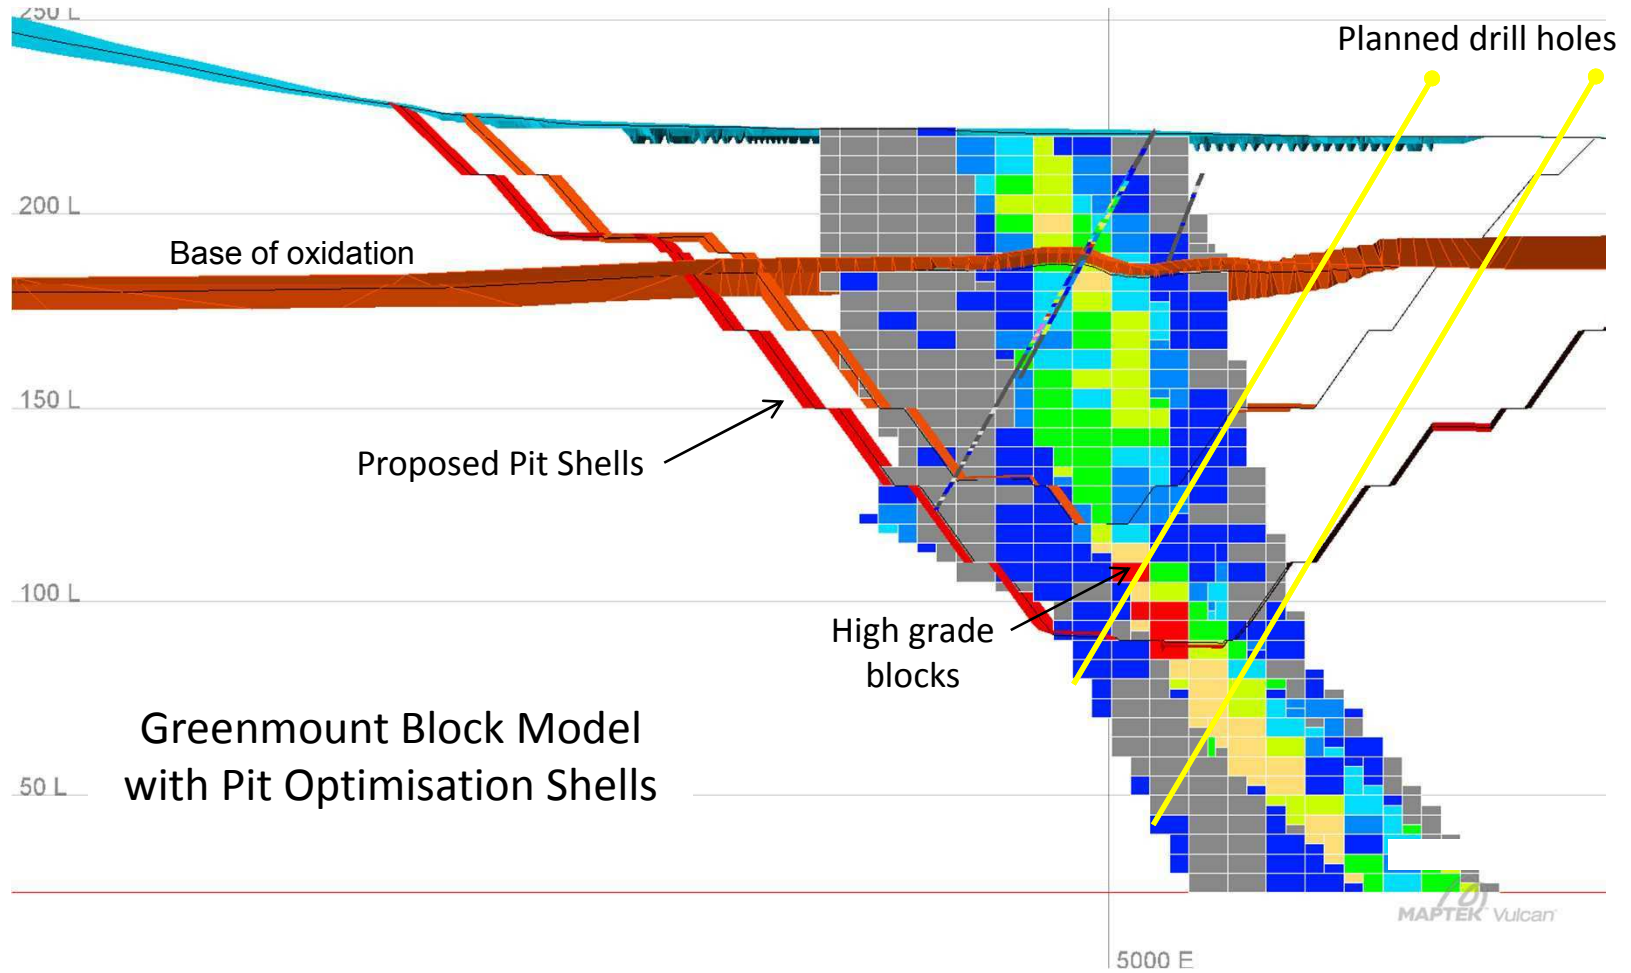 250 L
Planned drill holes
200 L
Base of oxidation
150 L
Proposed Pit Shells
100 L
High grade
blocks
Greenmount Block Model
with Pit Optimisation Shells
50 L
MAPTEK Vulcan
5000 E